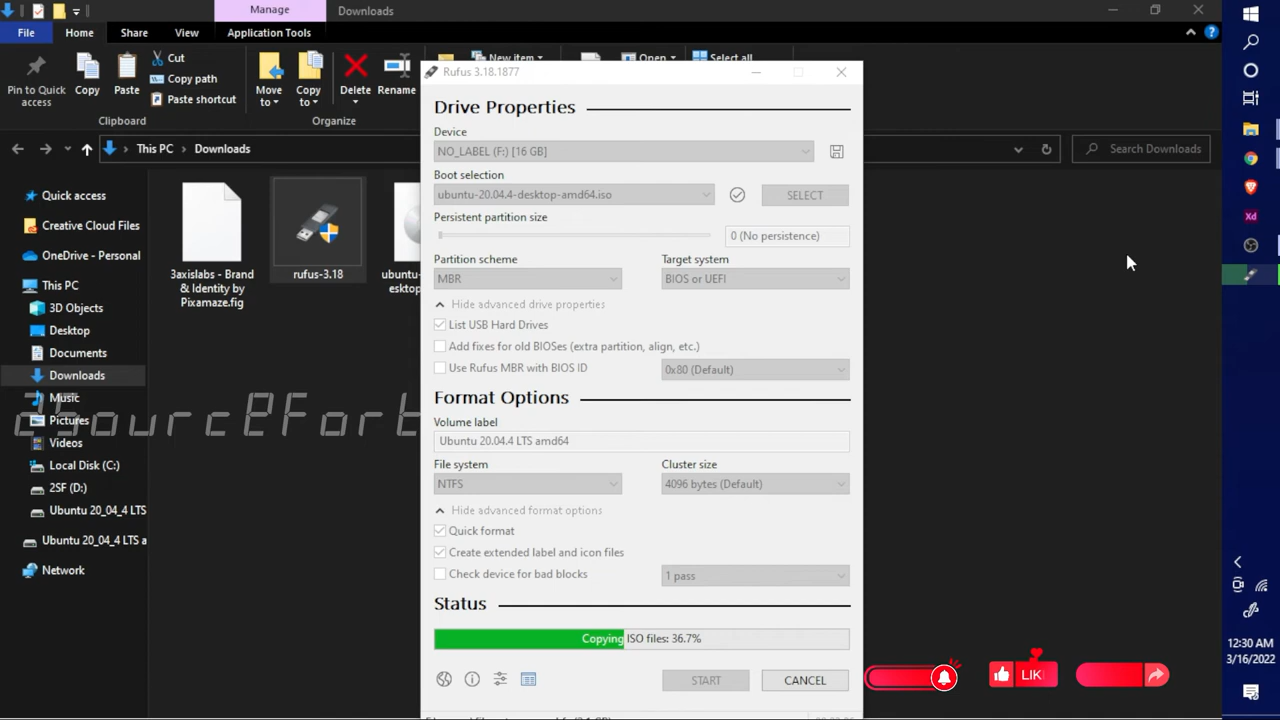 Manage
Downloads
File
Home
Share
View
Application Tools
Pin to Quick
access
Copy
Paste
Cut
Copy path
Paste shortcut
Clipboard
Move
to
Copy
to
Delete
Rename
Organize
New item
Open
Select all
This PC
Downloads
Search Downloads
Quick access
Creative Cloud Files
OneDrive - Personal
This PC
3D Objects
Desktop
Documents
Downloads
Music
Pictures
Videos
Local Disk (C:)
2SF (D:)
Ubuntu 20_04_4 LTS
Ubuntu 20_04_4 LTS a
Network
3axislabs - Brand
& Identity by
Pixamaze.fig
rufus-3.18
Rufus 3.18.1877
Drive Properties
Device
NO_LABEL (F:) [16 GB]
Boot selection
ubuntu-20.04.4-desktop-amd64.iso
SELECT
Persistent partition size
0 (No persistence)
Partition scheme
Target system
MBR
BIOS or UEFI
Hide advanced drive properties
List USB Hard Drives
Add fixes for old BIOSes (extra partition, align, etc.)
Use Rufus MBR with BIOS ID
0x80 (Default)
Format Options
Volume label
Ubuntu 20.04.4 LTS amd64
File system
Cluster size
NTFS
4096 bytes (Default)
Hide advanced format options
Quick format
Create extended label and icon files
Check device for bad blocks
1 pass
Status
Copying ISO files: 36.7%
START
CANCEL
LIK
Xd
12:30 AM
3/16/2022